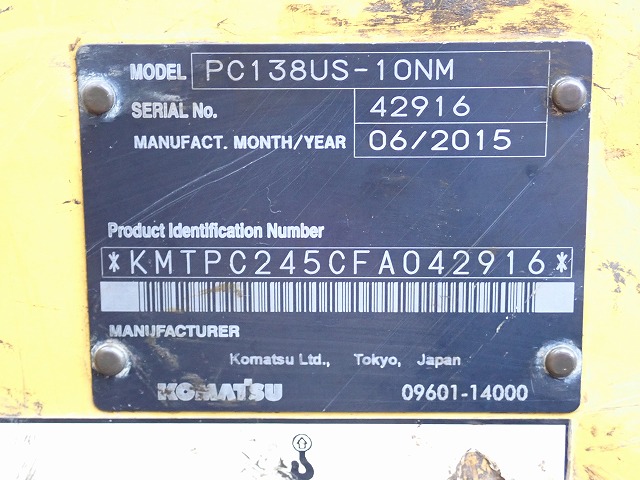 MODEL PC138US-10NM
SERIAL No. 42916
MANUFACT. MONTH/YEAR 06/2015
Product Identification Number
*KMTPC245CFA042916*
MANUFACTURER
Komatsu Ltd., Tokyo, Japan
KOMATSU 09601-14000